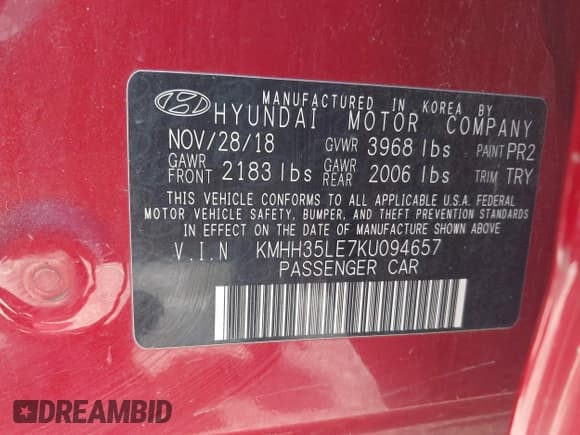 MANUFACTURED IN KOREA BY
HYUNDAI MOTOR COMPANY
NOV/28/18 GVWR 3968 lbs PAINT PR2
GAWR FRONT 2183 lbs GAWR REAR 2006 lbs TRIM TRY
THIS VEHICLE CONFORMS TO ALL APPLICABLE U.S.A. FEDERAL
MOTOR VEHICLE SAFETY, BUMPER, AND THEFT PREVENTION
STANDARDS IN EFFECT ON THE DATE OF MANUFACTURE SHOWN
ABOVE.
V.I.N KMHH35LE7KU094657
PASSENGER CAR
DREAMBID